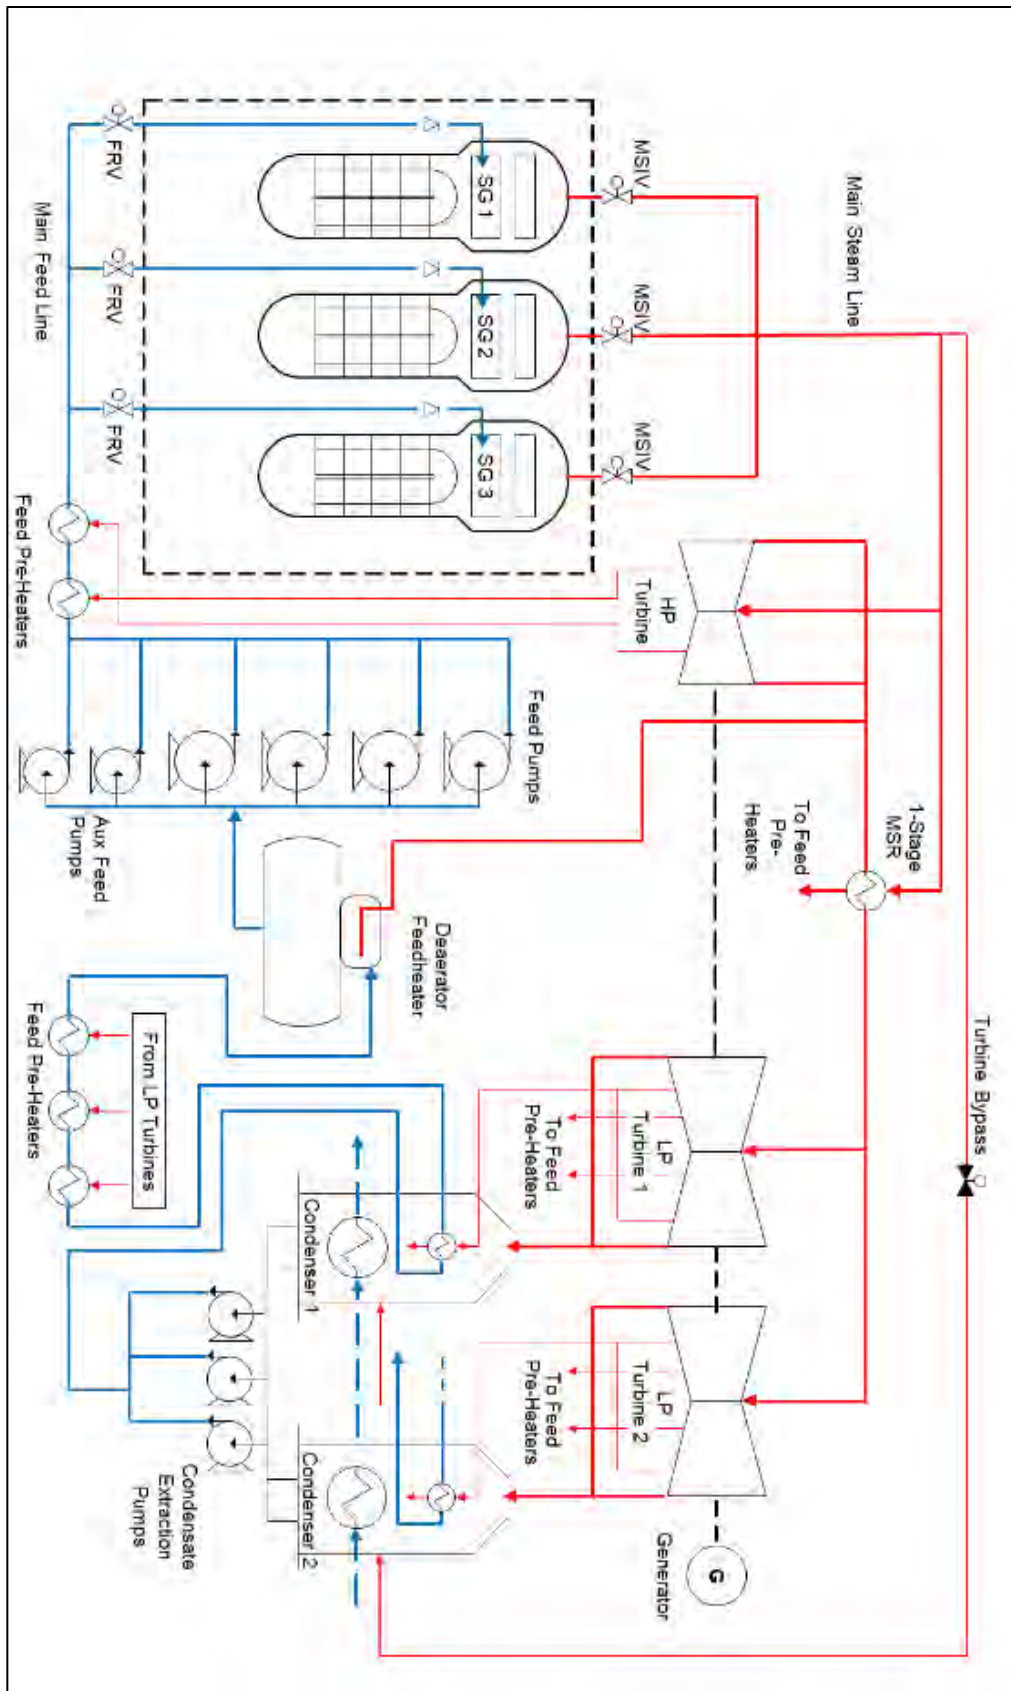 Main Steam Line
Turbine Bypass
MSIV
MSIV
MSIV
1-Stage
MSR
To Feed
Pre-
Heaters
HP
Turbine
LP
Turbine 1
LP
Turbine 2
G
Generator
To Feed
Pre-Heaters
To Feed
Pre-Heaters
SG 1
SG 2
SG 3
Feed Pumps
Deaerator
Feedheater
Condenser 1
Condenser 2
FRV
FRV
FRV
Aux Feed
Pumps
From LP Turbines
Condensate
Extraction
Pumps
Main Feed Line
Feed Pre-Heaters
Feed Pre-Heaters